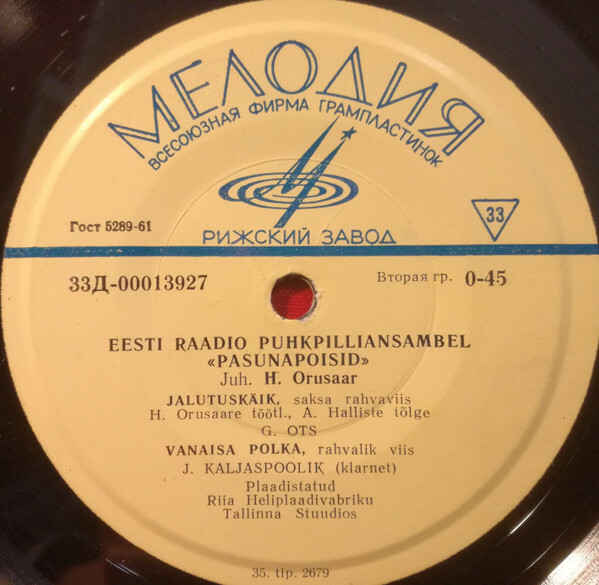 МЕЛОДИЯ
ВСЕСОЮЗНАЯ ФИРМА ГРАМПЛАСТИНОК
Гост 5289-61
33
РИЖСКИЙ ЗАВОД
33Д-00013927
Вторая гр. 0-45
EESTI RAADIO PUHKPILLIANSAMBEL
«PASUNAPOISID»
Juh. H. Orusaar
JALUTUSKÄIK, saksa rahvaviis
H. Orusaare töötl., A. Halliste tõlge
G. OTS
VANAISA POLKA, rahvalik viis
J. KALJASPOOLIK (klarnet)
Plaadistatud
Riia Heliplaadivabriku
Tallinna Stuudios
35. tip. 2679